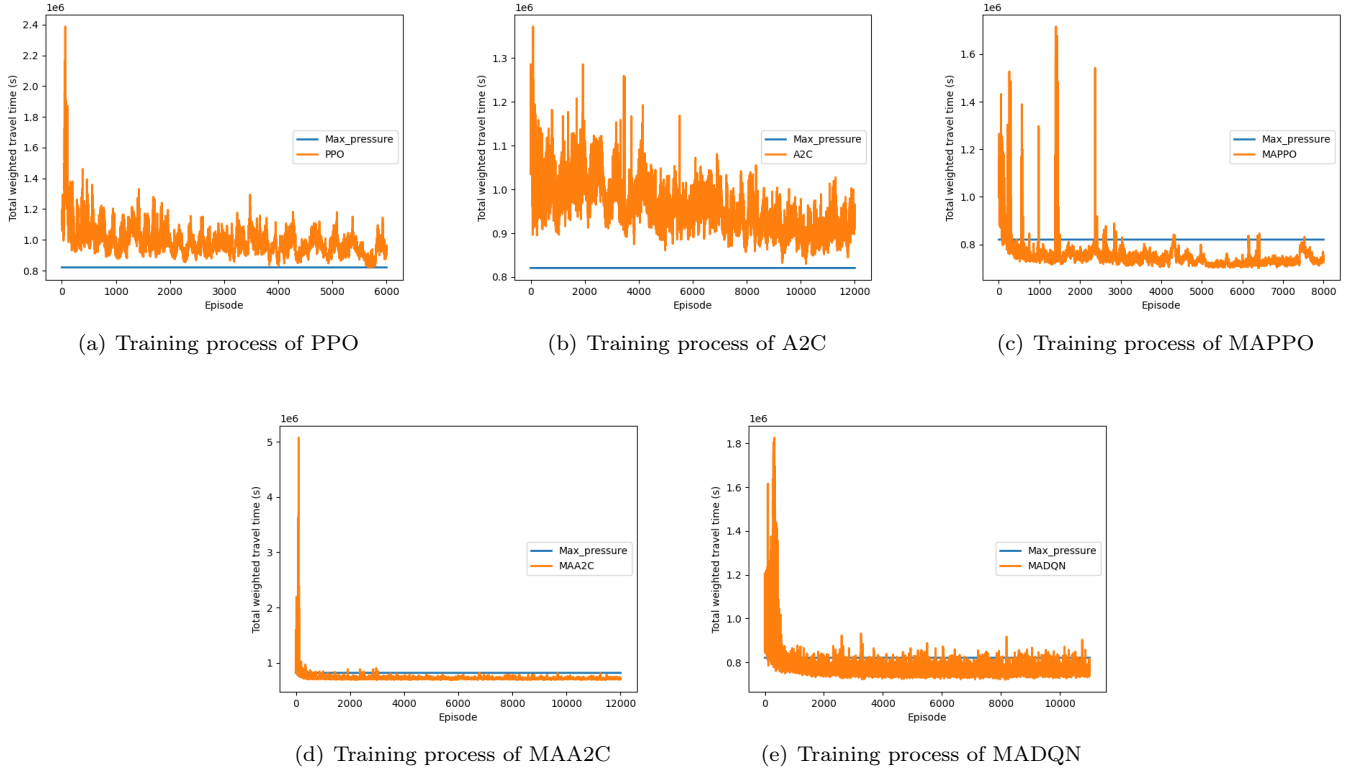 1e6
2.4
2.2
2.0
1.8
1.6
1.4
1.2
1.0
0.8
Total weighted travel time (s)
Max_pressure
PPO
0 1000 2000 3000 4000 5000 6000
Episode
(a) Training process of PPO
1e6
1.3
1.2
1.1
1.0
0.9
0.8
Total weighted travel time (s)
Max_pressure
A2C
0 2000 4000 6000 8000 10000 12000
Episode
(b) Training process of A2C
1e6
1.6
1.4
1.2
1.0
0.8
0.6
Total weighted travel time (s)
Max_pressure
MAPPO
0 1000 2000 3000 4000 5000 6000 7000 8000
Episode
(c) Training process of MAPPO
1e6
5
4
3
2
1
Total weighted travel time (s)
Max_pressure
MAA2C
0 2000 4000 6000 8000 10000 12000
Episode
(d) Training process of MAA2C
1e6
1.8
1.6
1.4
1.2
1.0
0.8
Total weighted travel time (s)
Max_pressure
MADQN
0 2000 4000 6000 8000 10000
Episode
(e) Training process of MADQN